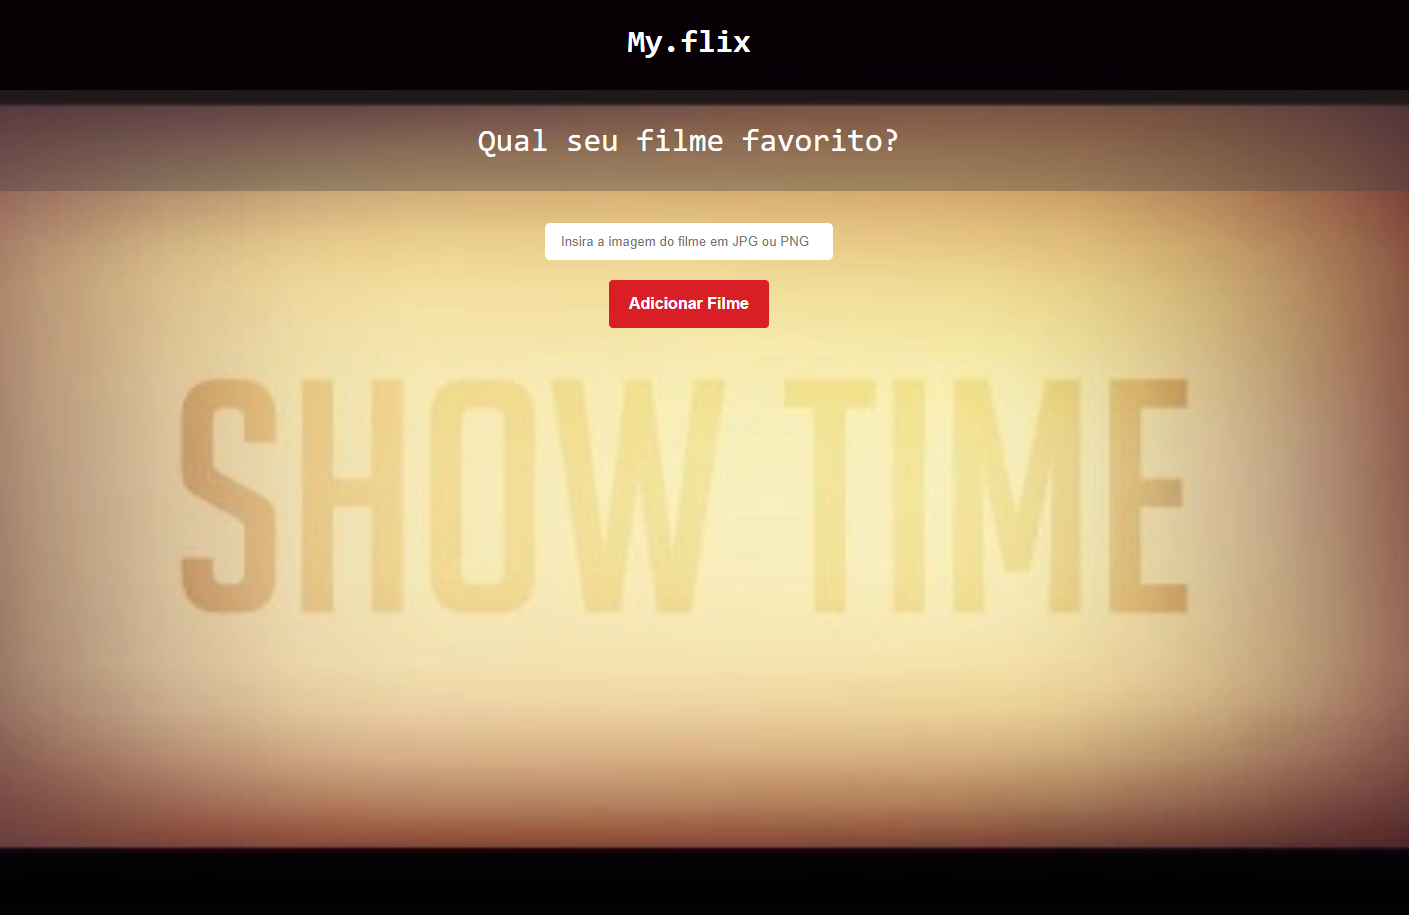 My.flix
Qual seu filme favorito?
Insira a imagem do filme em JPG ou PNG
Adicionar Filme
SHOW TIME